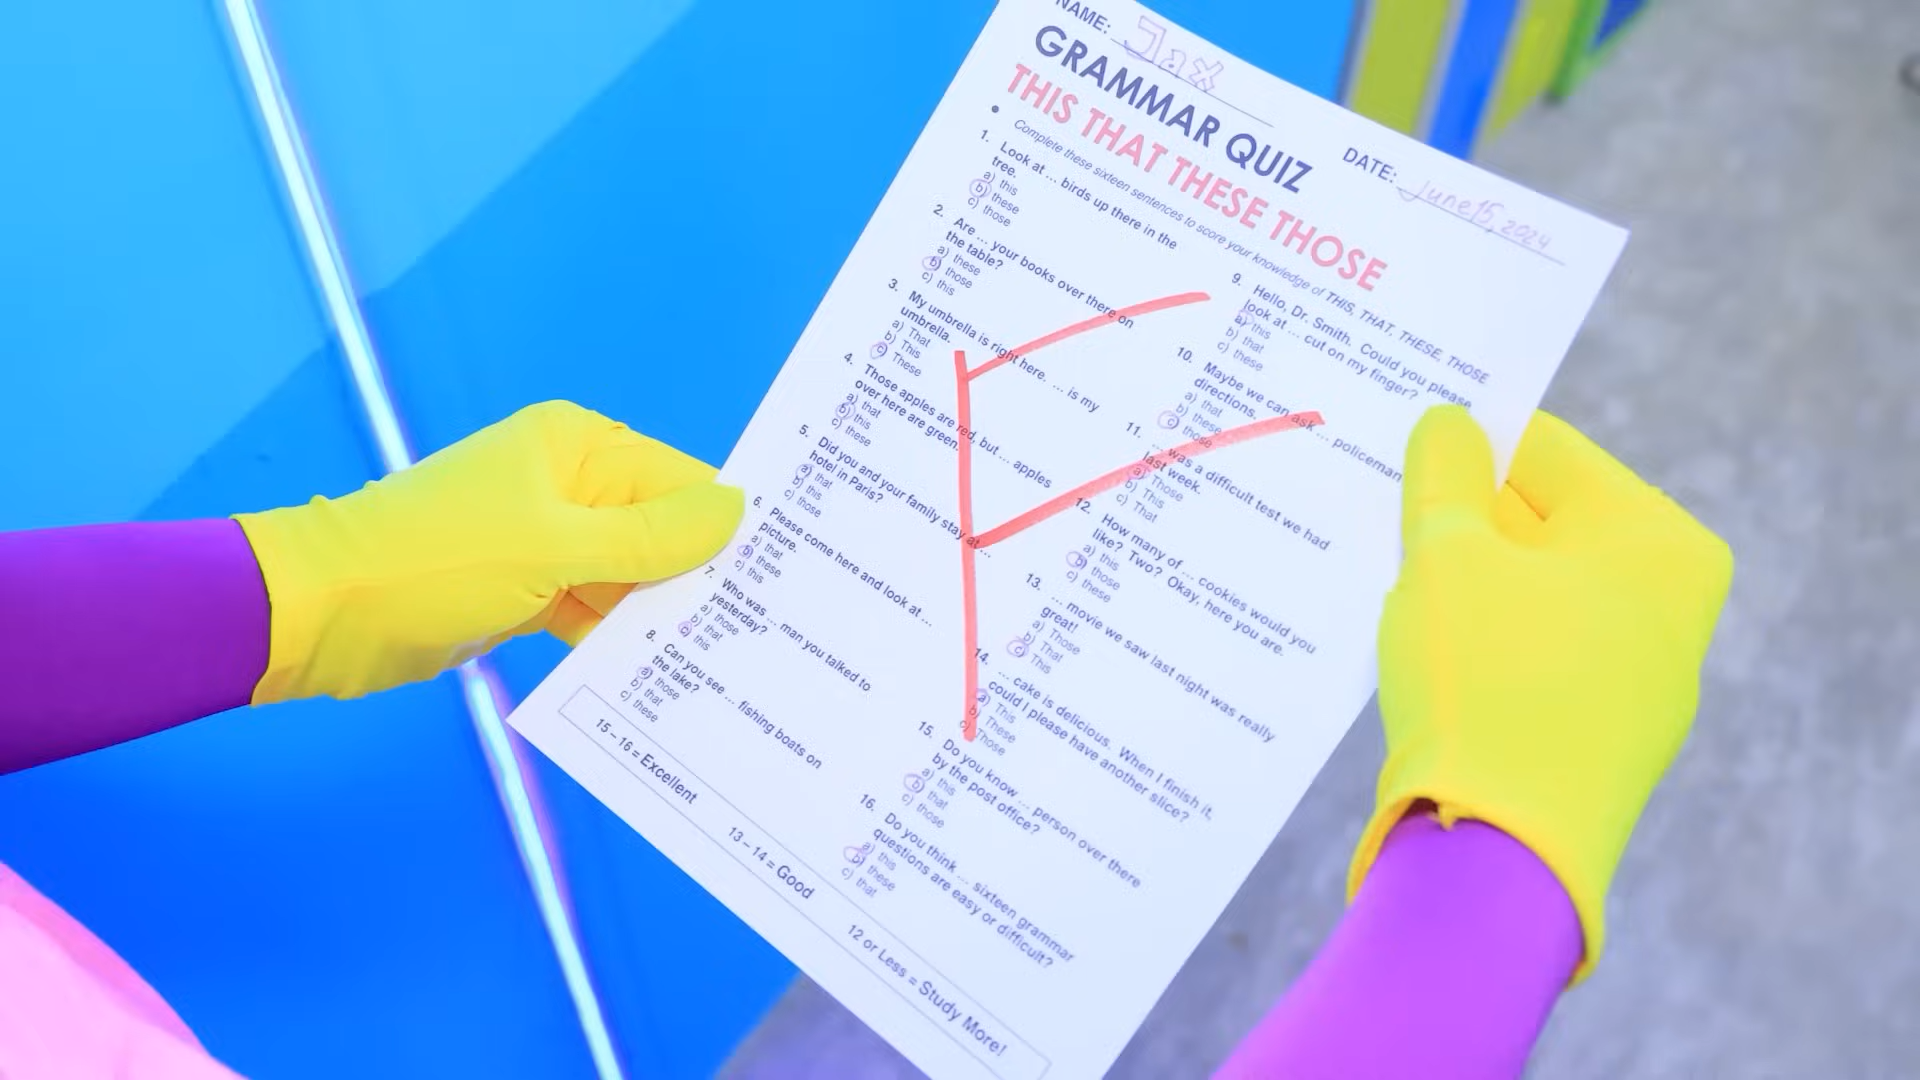 NAME: Jax
DATE: June 15, 2024
GRAMMAR QUIZ
THIS THAT THESE THOSE
• Complete these sixteen sentences to score your knowledge of THIS, THAT, THESE, THOSE
1. Look at ... birds up there in the
tree.
a) this
b) these
c) those
2. Are ... your books over there on
the table?
a) these
b) those
c) this
3. My umbrella is right here. ... is my
umbrella.
a) That
b) This
c) These
4. Those apples are red, but ... apples
over here are green.
a) that
b) this
c) these
5. Did you and your family stay at ...
hotel in Paris?
a) that
b) this
c) those
6. Please come here and look at ...
picture.
a) that
b) these
c) this
7. Who was ... man you talked to
yesterday?
a) those
b) that
c) this
8. Can you see ... fishing boats on
the lake?
a) those
b) that
c) these
9. Hello, Dr. Smith. Could you please
look at ... cut on my finger?
a) this
b) that
c) these
10. Maybe we can ask ... policeman
directions.
a) that
b) these
c) those
11. ... was a difficult test we had
last week.
a) Those
b) This
c) That
12. How many of ... cookies would you
like? Two? Okay, here you are.
a) this
b) those
c) these
13. ... movie we saw last night was really
great!
a) Those
b) That
c) This
14. ... cake is delicious. When I finish it,
could I please have another slice?
a) This
b) These
c) Those
15. Do you know ... person over there
by the post office?
a) this
b) that
c) those
16. Do you think ... sixteen grammar
questions are easy or difficult?
a) this
b) these
c) that
15 – 16 = Excellent
13 – 14 = Good
12 or Less = Study More!
F